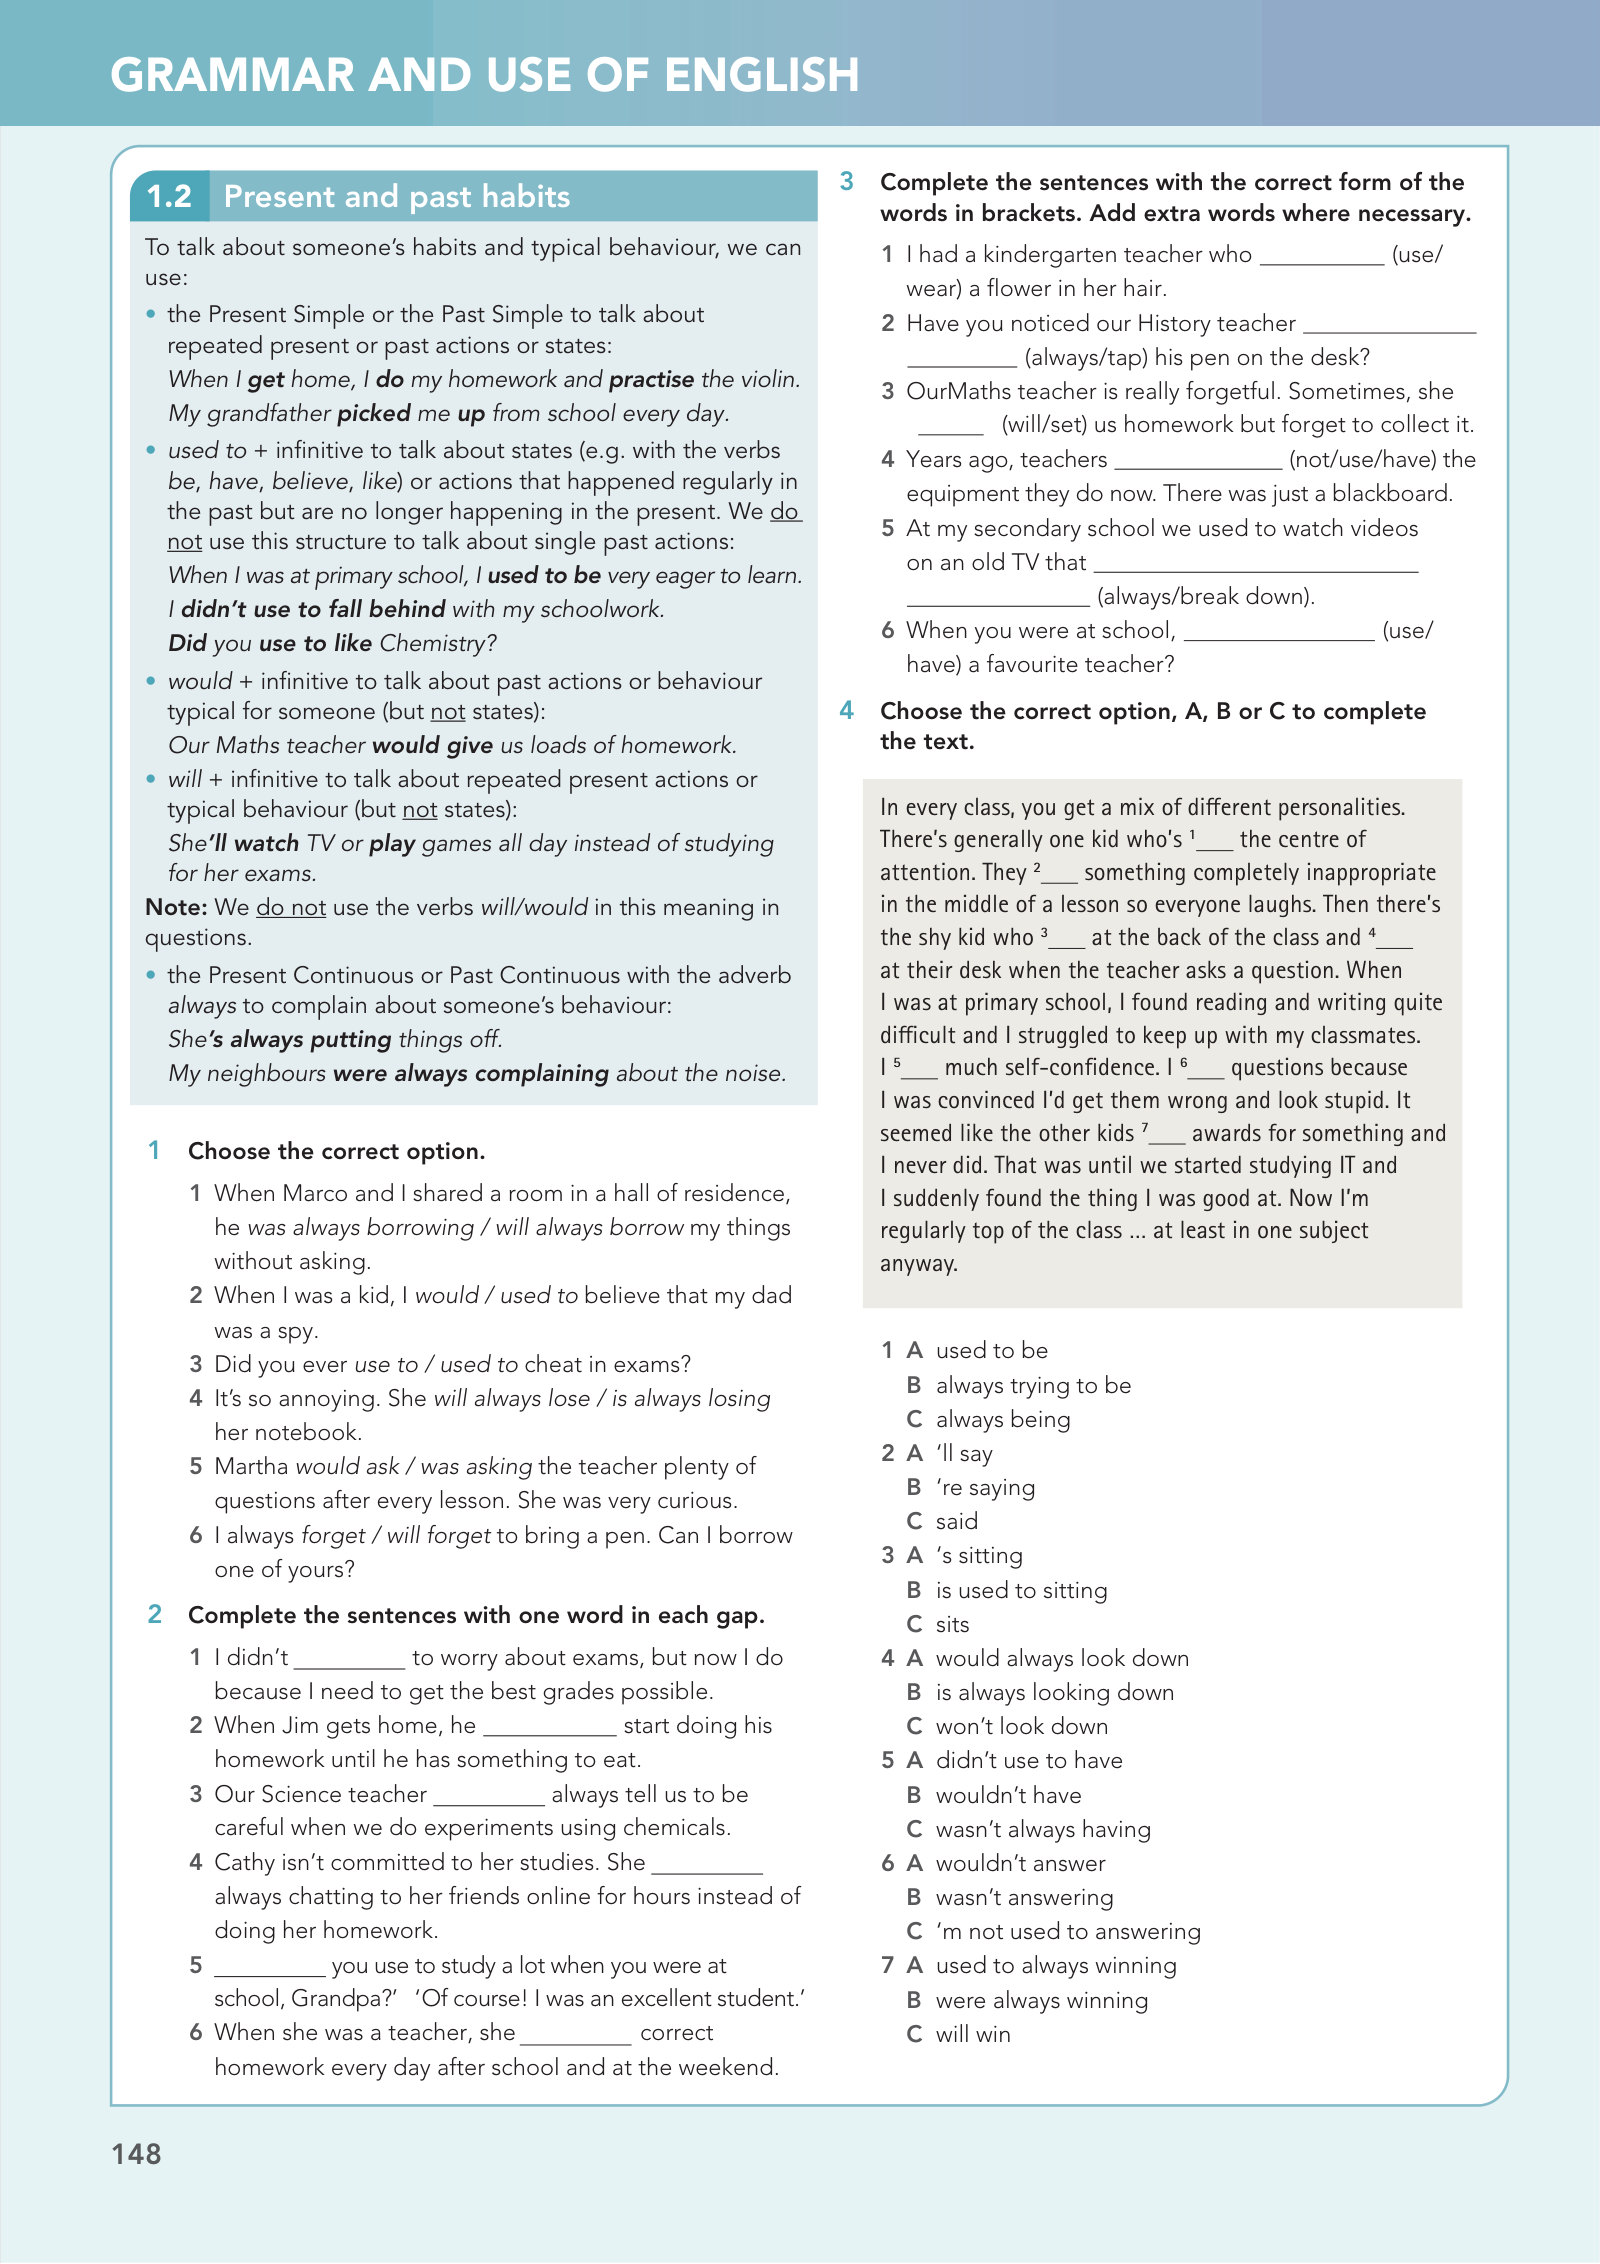 GRAMMAR AND USE OF ENGLISH
1.2 Present and past habits
To talk about someone's habits and typical behaviour, we can
use:
• the Present Simple or the Past Simple to talk about
repeated present or past actions or states:
When I get home, I do my homework and practise the violin.
My grandfather picked me up from school every day.
• used to + infinitive to talk about states (e.g. with the verbs
be, have, believe, like) or actions that happened regularly in
the past but are no longer happening in the present. We do
not use this structure to talk about single past actions:
When I was at primary school, I used to be very eager to learn.
I didn't use to fall behind with my schoolwork.
Did you use to like Chemistry?
• would + infinitive to talk about past actions or behaviour
typical for someone (but not states):
Our Maths teacher would give us loads of homework.
• will + infinitive to talk about repeated present actions or
typical behaviour (but not states):
She'll watch TV or play games all day instead of studying
for her exams.
Note: We do not use the verbs will/would in this meaning in
questions.
• the Present Continuous or Past Continuous with the adverb
always to complain about someone's behaviour:
She's always putting things off.
My neighbours were always complaining about the noise.
1 Choose the correct option.
1 When Marco and I shared a room in a hall of residence,
he was always borrowing / will always borrow my things
without asking.
2 When I was a kid, I would / used to believe that my dad
was a spy.
3 Did you ever use to / used to cheat in exams?
4 It's so annoying. She will always lose / is always losing
her notebook.
5 Martha would ask / was asking the teacher plenty of
questions after every lesson. She was very curious.
6 I always forget / will forget to bring a pen. Can I borrow
one of yours?
2 Complete the sentences with one word in each gap.
1 I didn't _________ to worry about exams, but now I do
because I need to get the best grades possible.
2 When Jim gets home, he ___________ start doing his
homework until he has something to eat.
3 Our Science teacher _________ always tell us to be
careful when we do experiments using chemicals.
4 Cathy isn't committed to her studies. She _________
always chatting to her friends online for hours instead of
doing her homework.
5 _________ you use to study a lot when you were at
school, Grandpa?' 'Of course! I was an excellent student.'
6 When she was a teacher, she _________ correct
homework every day after school and at the weekend.
3 Complete the sentences with the correct form of the
words in brackets. Add extra words where necessary.
1 I had a kindergarten teacher who __________ (use/
wear) a flower in her hair.
2 Have you noticed our History teacher ______________
_________ (always/tap) his pen on the desk?
3 OurMaths teacher is really forgetful. Sometimes, she
_____ (will/set) us homework but forget to collect it.
4 Years ago, teachers _____________ (not/use/have) the
equipment they do now. There was just a blackboard.
5 At my secondary school we used to watch videos
on an old TV that __________________________
_______________ (always/break down).
6 When you were at school, _______________ (use/
have) a favourite teacher?
4 Choose the correct option, A, B or C to complete
the text.
In every class, you get a mix of different personalities.
There's generally one kid who's ¹___ the centre of
attention. They ²___ something completely inappropriate
in the middle of a lesson so everyone laughs. Then there's
the shy kid who ³___ at the back of the class and ⁴___
at their desk when the teacher asks a question. When
I was at primary school, I found reading and writing quite
difficult and I struggled to keep up with my classmates.
I ⁵___ much self-confidence. I ⁶___ questions because
I was convinced I'd get them wrong and look stupid. It
seemed like the other kids ⁷___ awards for something and
I never did. That was until we started studying IT and
I suddenly found the thing I was good at. Now I'm
regularly top of the class ... at least in one subject
anyway.
1 A used to be
B always trying to be
C always being
2 A 'll say
B 're saying
C said
3 A 's sitting
B is used to sitting
C sits
4 A would always look down
B is always looking down
C won't look down
5 A didn't use to have
B wouldn't have
C wasn't always having
6 A wouldn't answer
B wasn't answering
C 'm not used to answering
7 A used to always winning
B were always winning
C will win
148